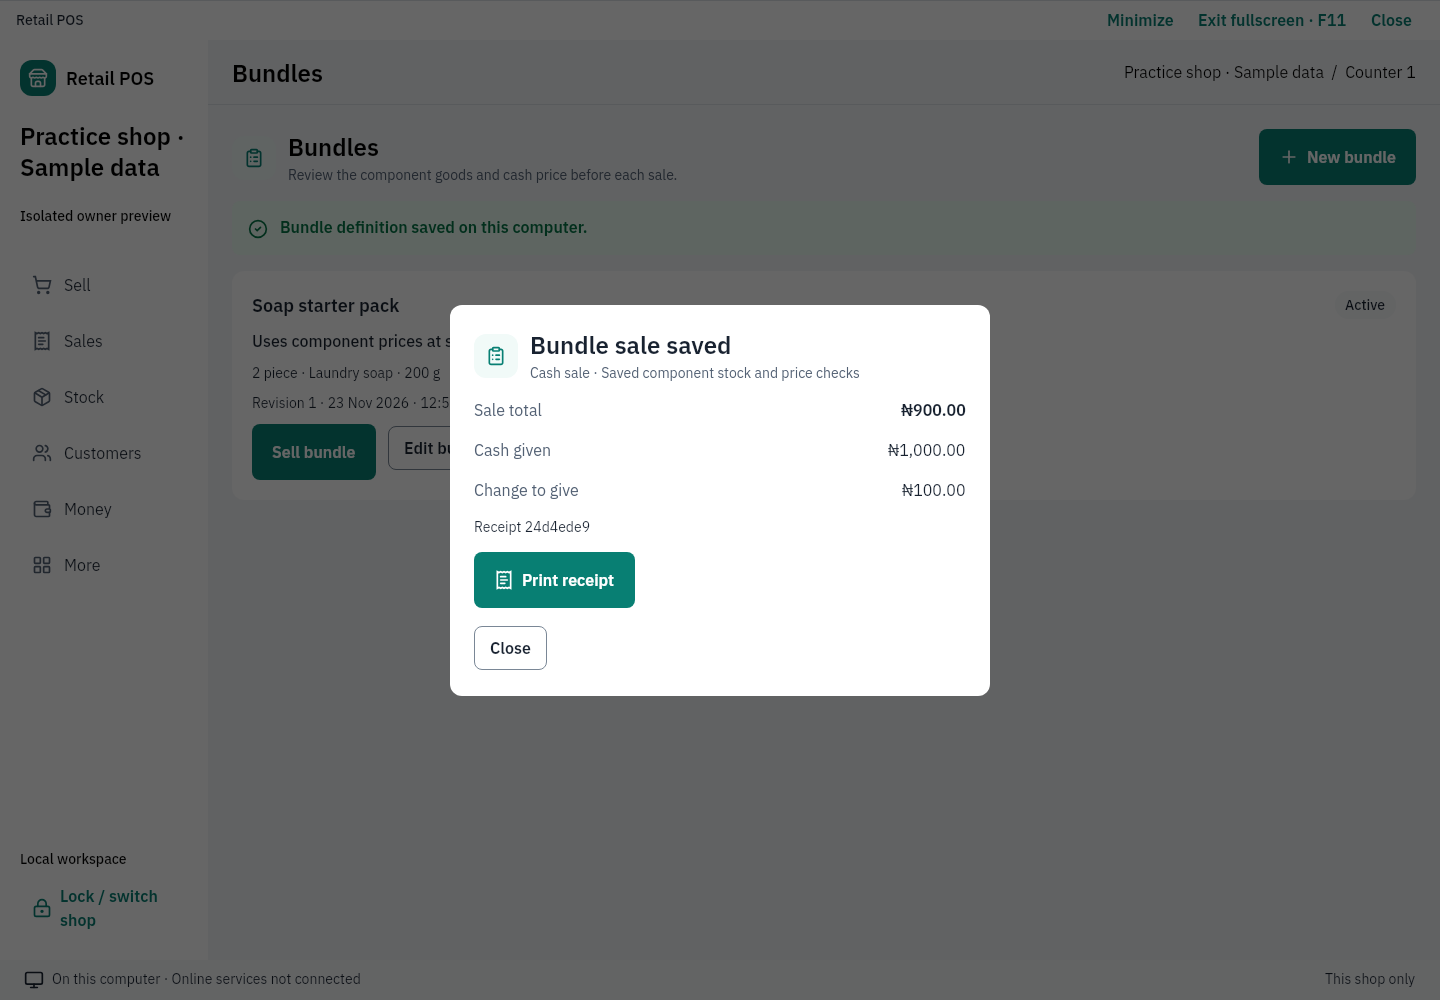 Retail POS
Minimize
Exit fullscreen · F11
Close
Retail POS
Practice shop ·
Sample data
Isolated owner preview
Sell
Sales
Stock
Customers
Money
More
Local workspace
Lock / switch
shop
Bundles
Practice shop · Sample data / Counter 1
Bundles
Review the component goods and cash price before each sale.
New bundle
Bundle definition saved on this computer.
Soap starter pack
Active
Uses component prices at s
2 piece · Laundry soap · 200 g
Revision 1 · 23 Nov 2026 · 12:5
Sell bundle
Edit bu
Bundle sale saved
Cash sale · Saved component stock and price checks
Sale total
₦900.00
Cash given
₦1,000.00
Change to give
₦100.00
Receipt 24d4ede9
Print receipt
Close
On this computer · Online services not connected
This shop only